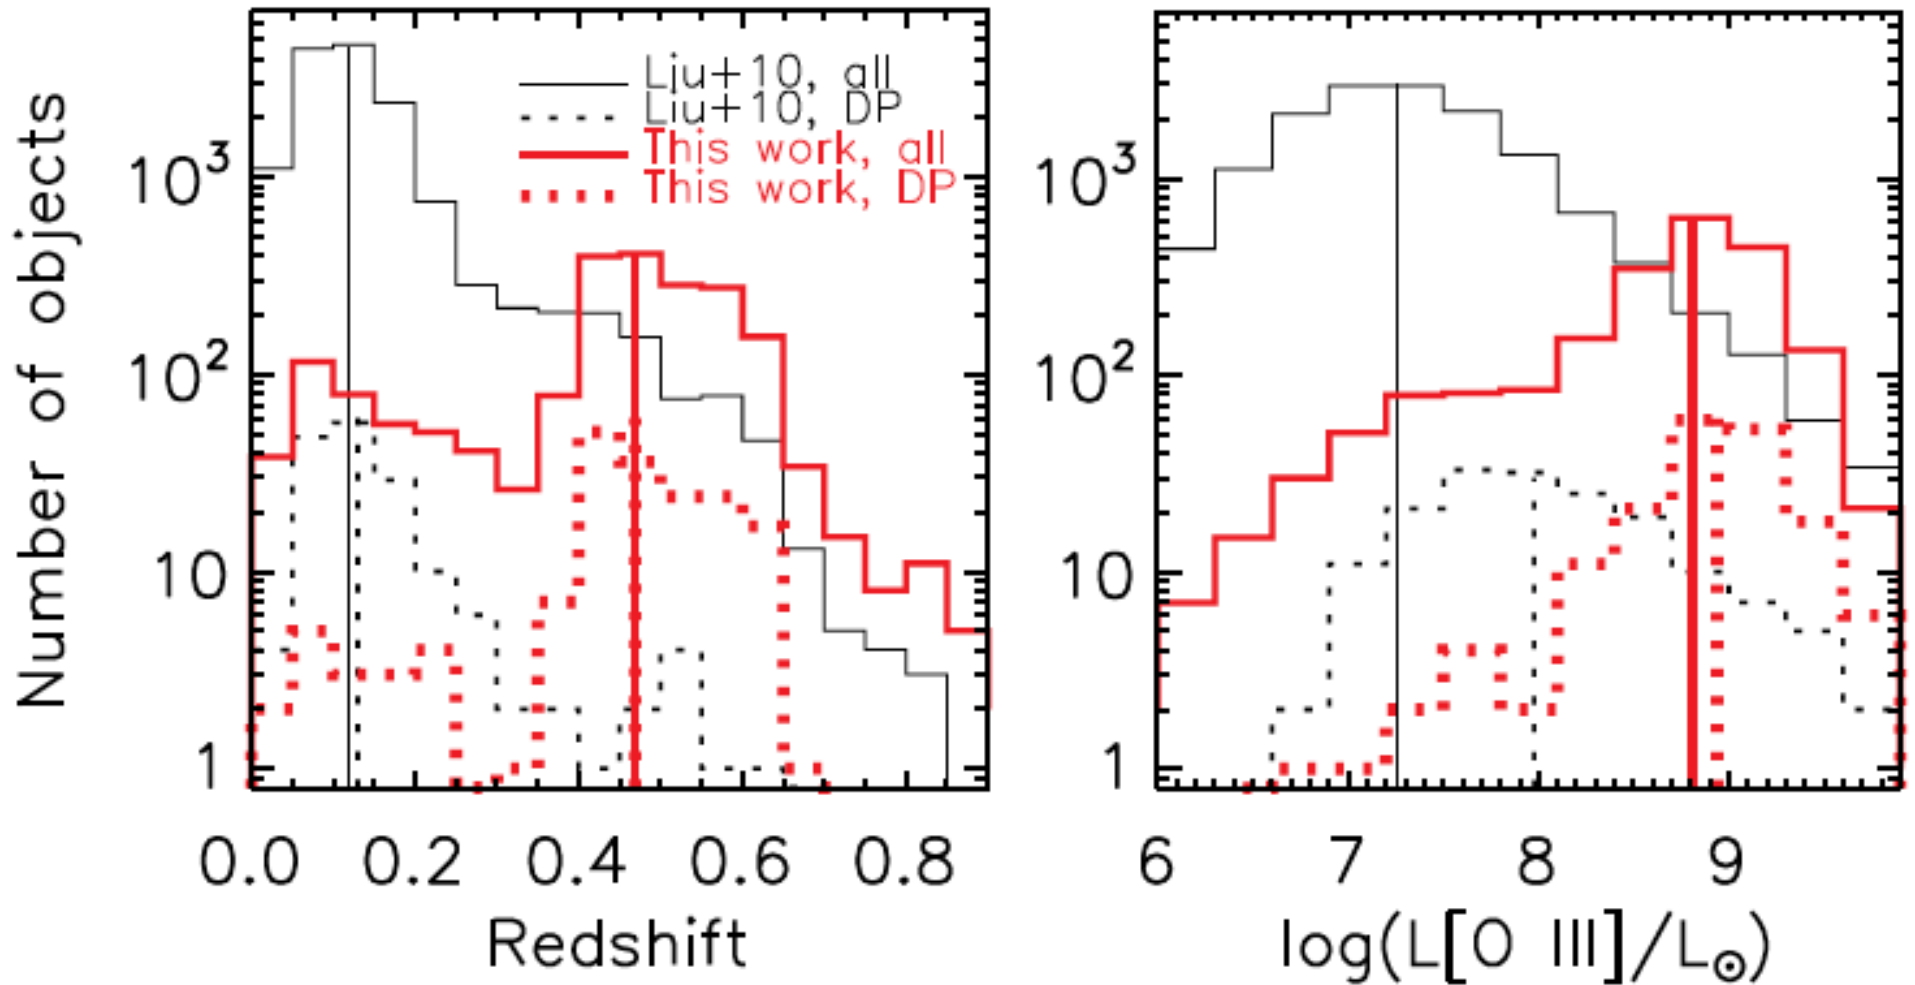 Number of objects
10³
10²
10
1
Liu+10, all
Liu+10, DP
This work, all
This work, DP
0.0 0.2 0.4 0.6 0.8
Redshift
10³
10²
10
1
6 7 8 9
log(L[O III]/L⊙)